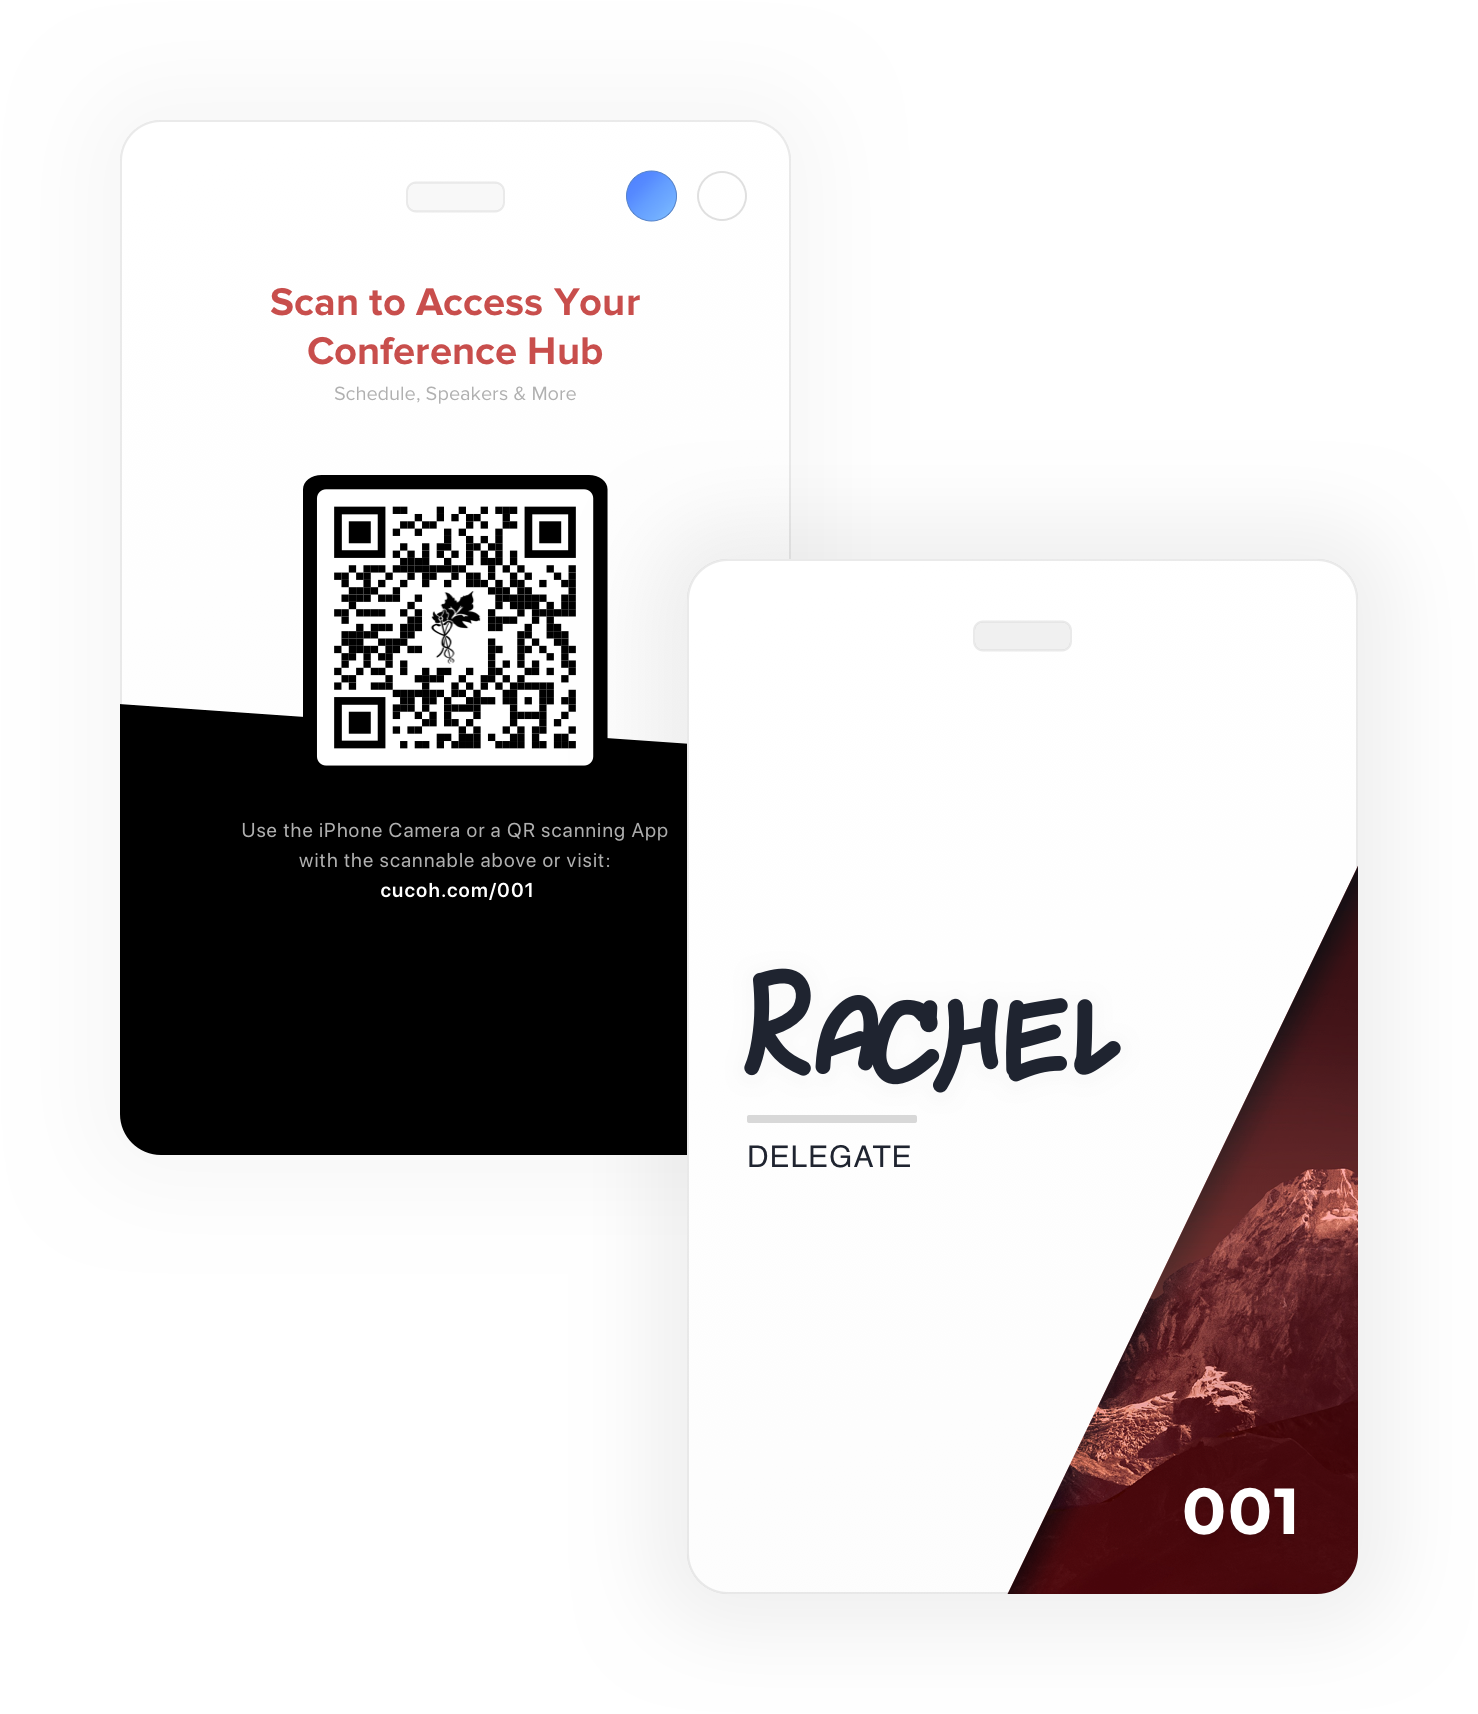 Scan to Access Your
Conference Hub
Schedule, Speakers & More
Use the iPhone Camera or a QR scanning App
with the scannable above or visit:
cucoh.com/001
RACHEL
DELEGATE
001